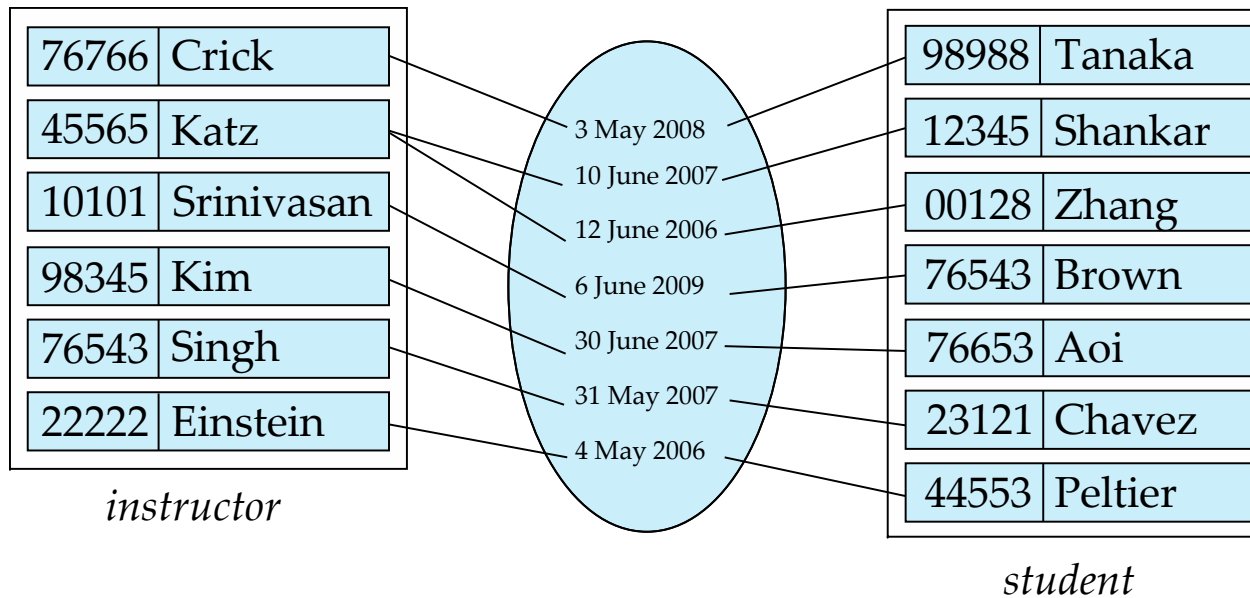 76766 Crick
45565 Katz
10101 Srinivasan
98345 Kim
76543 Singh
22222 Einstein
instructor
3 May 2008
10 June 2007
12 June 2006
6 June 2009
30 June 2007
31 May 2007
4 May 2006
98988 Tanaka
12345 Shankar
00128 Zhang
76543 Brown
76653 Aoi
23121 Chavez
44553 Peltier
student